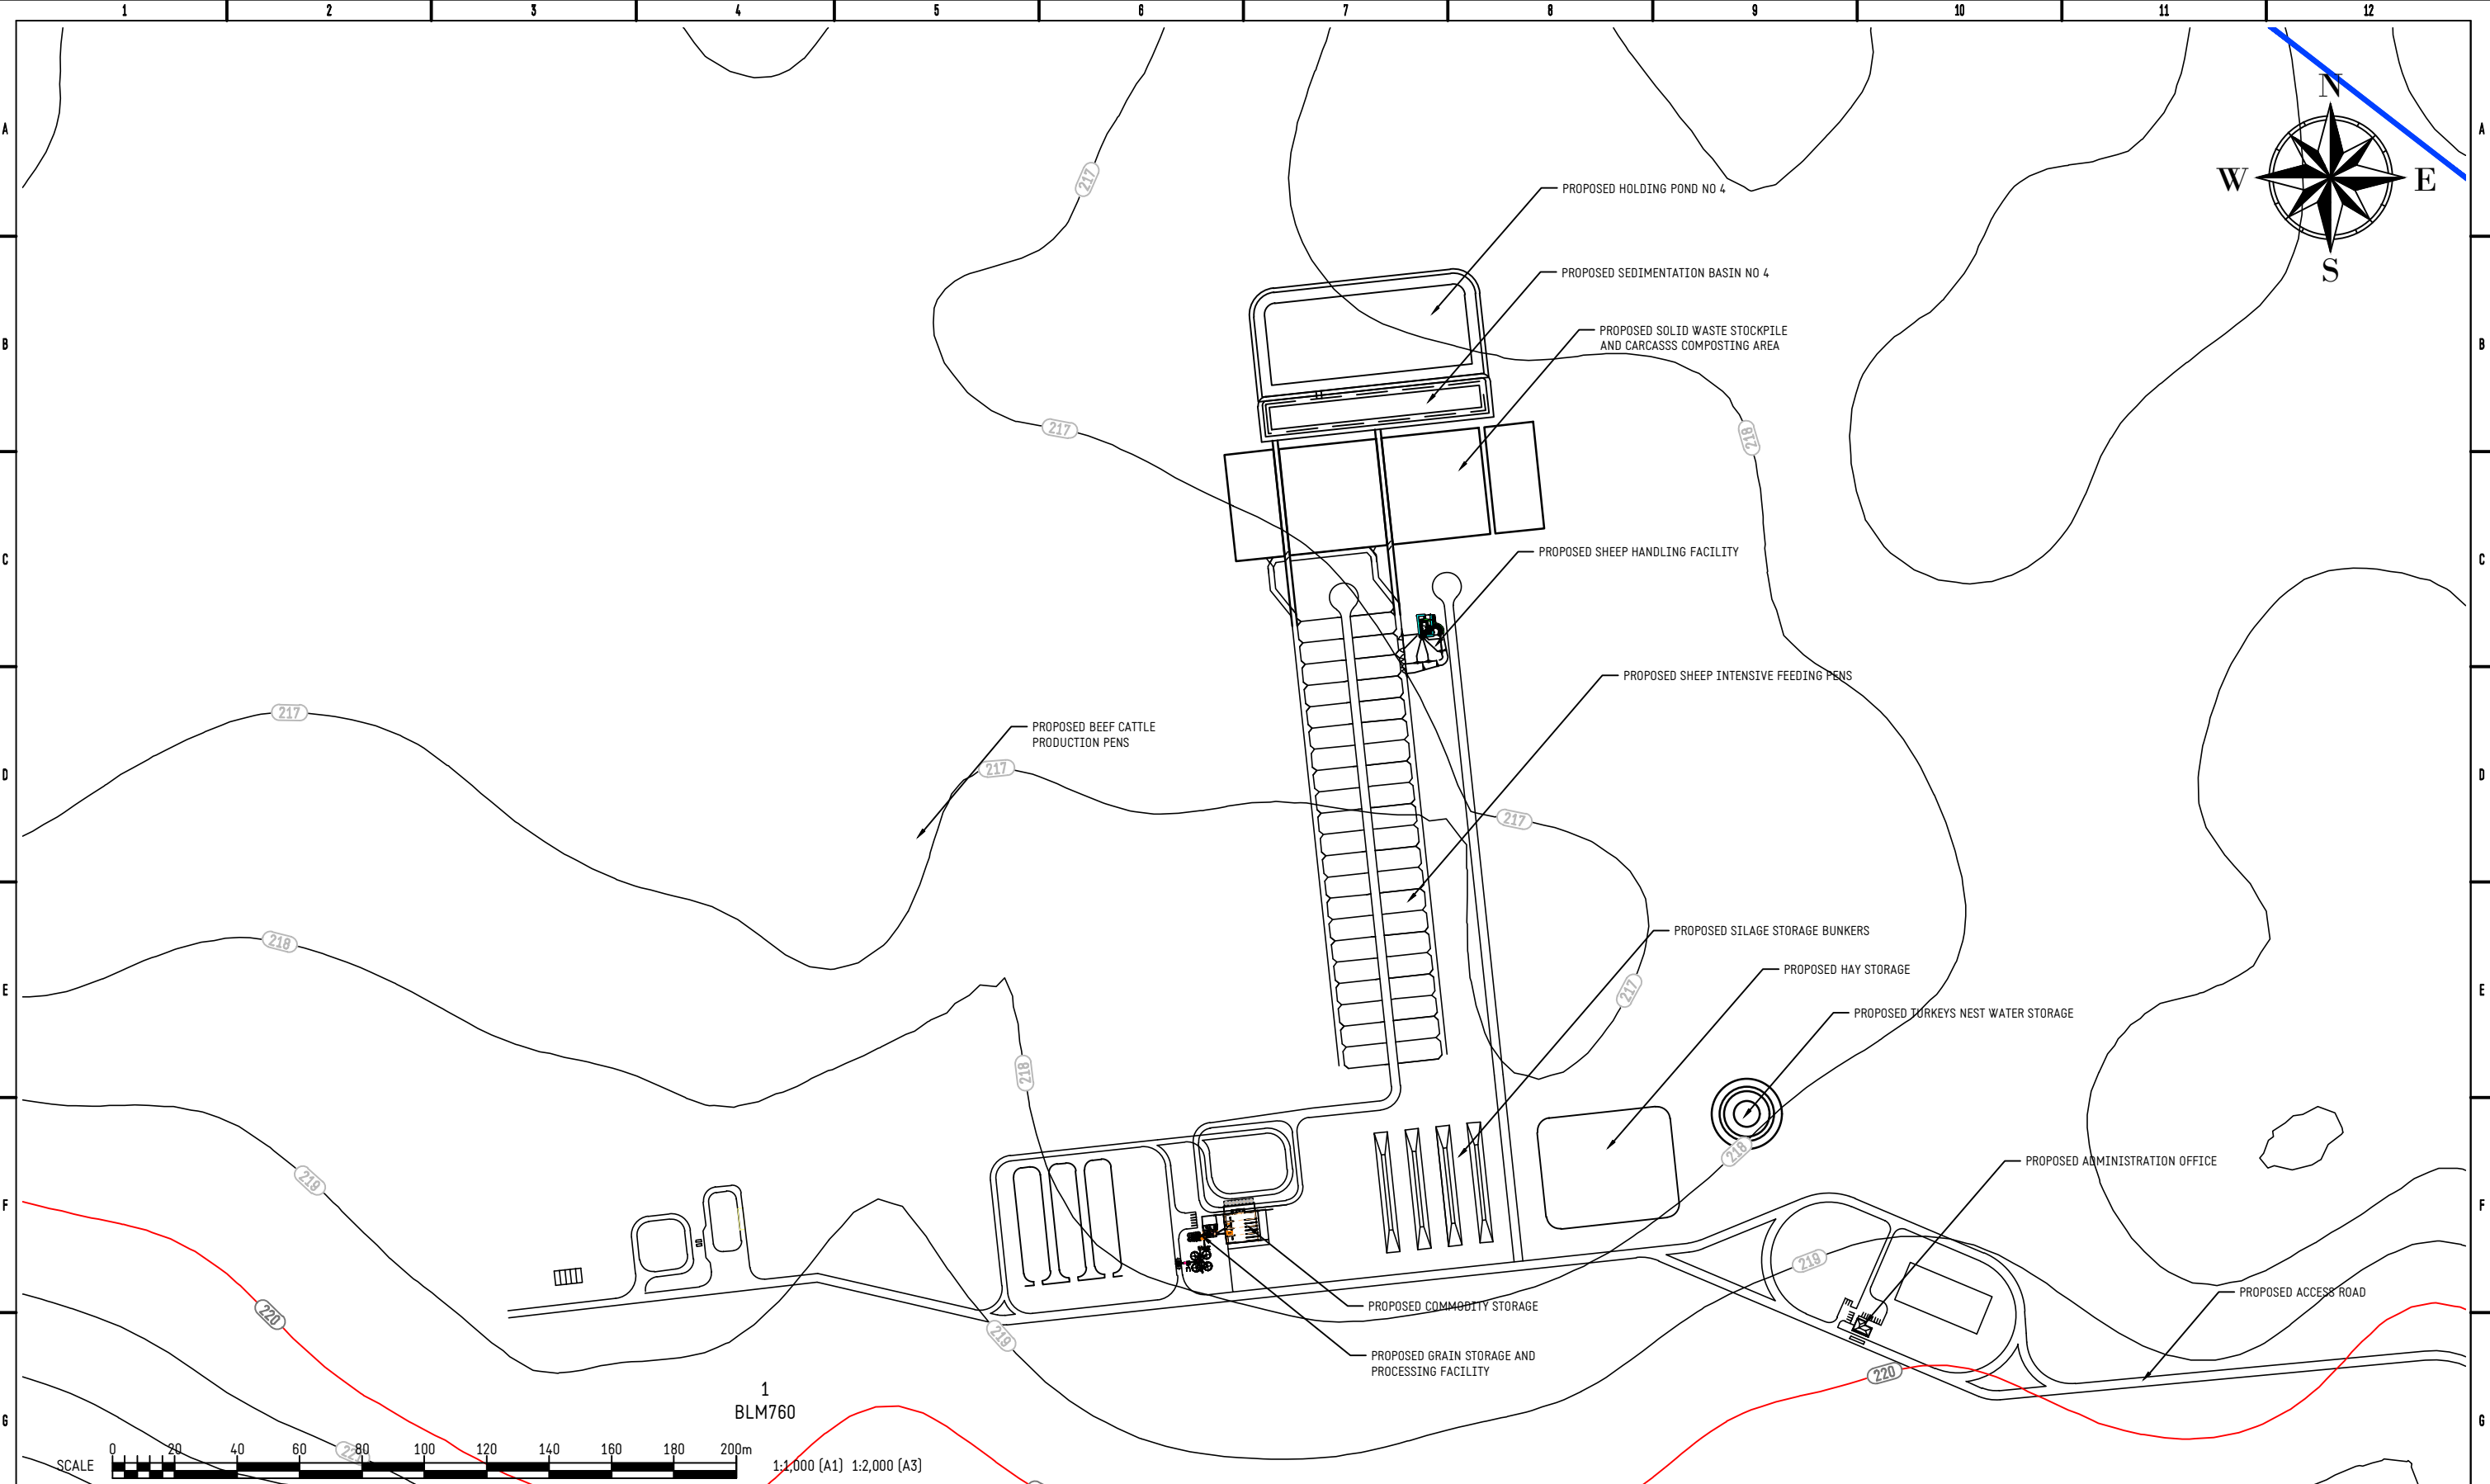 1 2 3 4 5 6 7 8 9 10 11 12
N
A A
W E
217
PROPOSED HOLDING POND NO 4
S
PROPOSED SEDIMENTATION BASIN NO 4
PROPOSED SOLID WASTE STOCKPILE
AND CARCASSS COMPOSTING AREA
B B
217
218
PROPOSED SHEEP HANDLING FACILITY
C C
PROPOSED SHEEP INTENSIVE FEEDING PENS
217
PROPOSED BEEF CATTLE
PRODUCTION PENS
217
D D
217
PROPOSED SILAGE STORAGE BUNKERS
218
PROPOSED HAY STORAGE
E E
217
PROPOSED TURKEYS NEST WATER STORAGE
218
218
PROPOSED ADMINISTRATION OFFICE
219
F F
219
PROPOSED ACCESS ROAD
PROPOSED COMMODITY STORAGE
220
219
PROPOSED GRAIN STORAGE AND
PROCESSING FACILITY
220
1
BLM760
G G
0 20 40 60 80 100 120 140 160 180 200m
SCALE
1:1,000 (A1) 1:2,000 (A3)